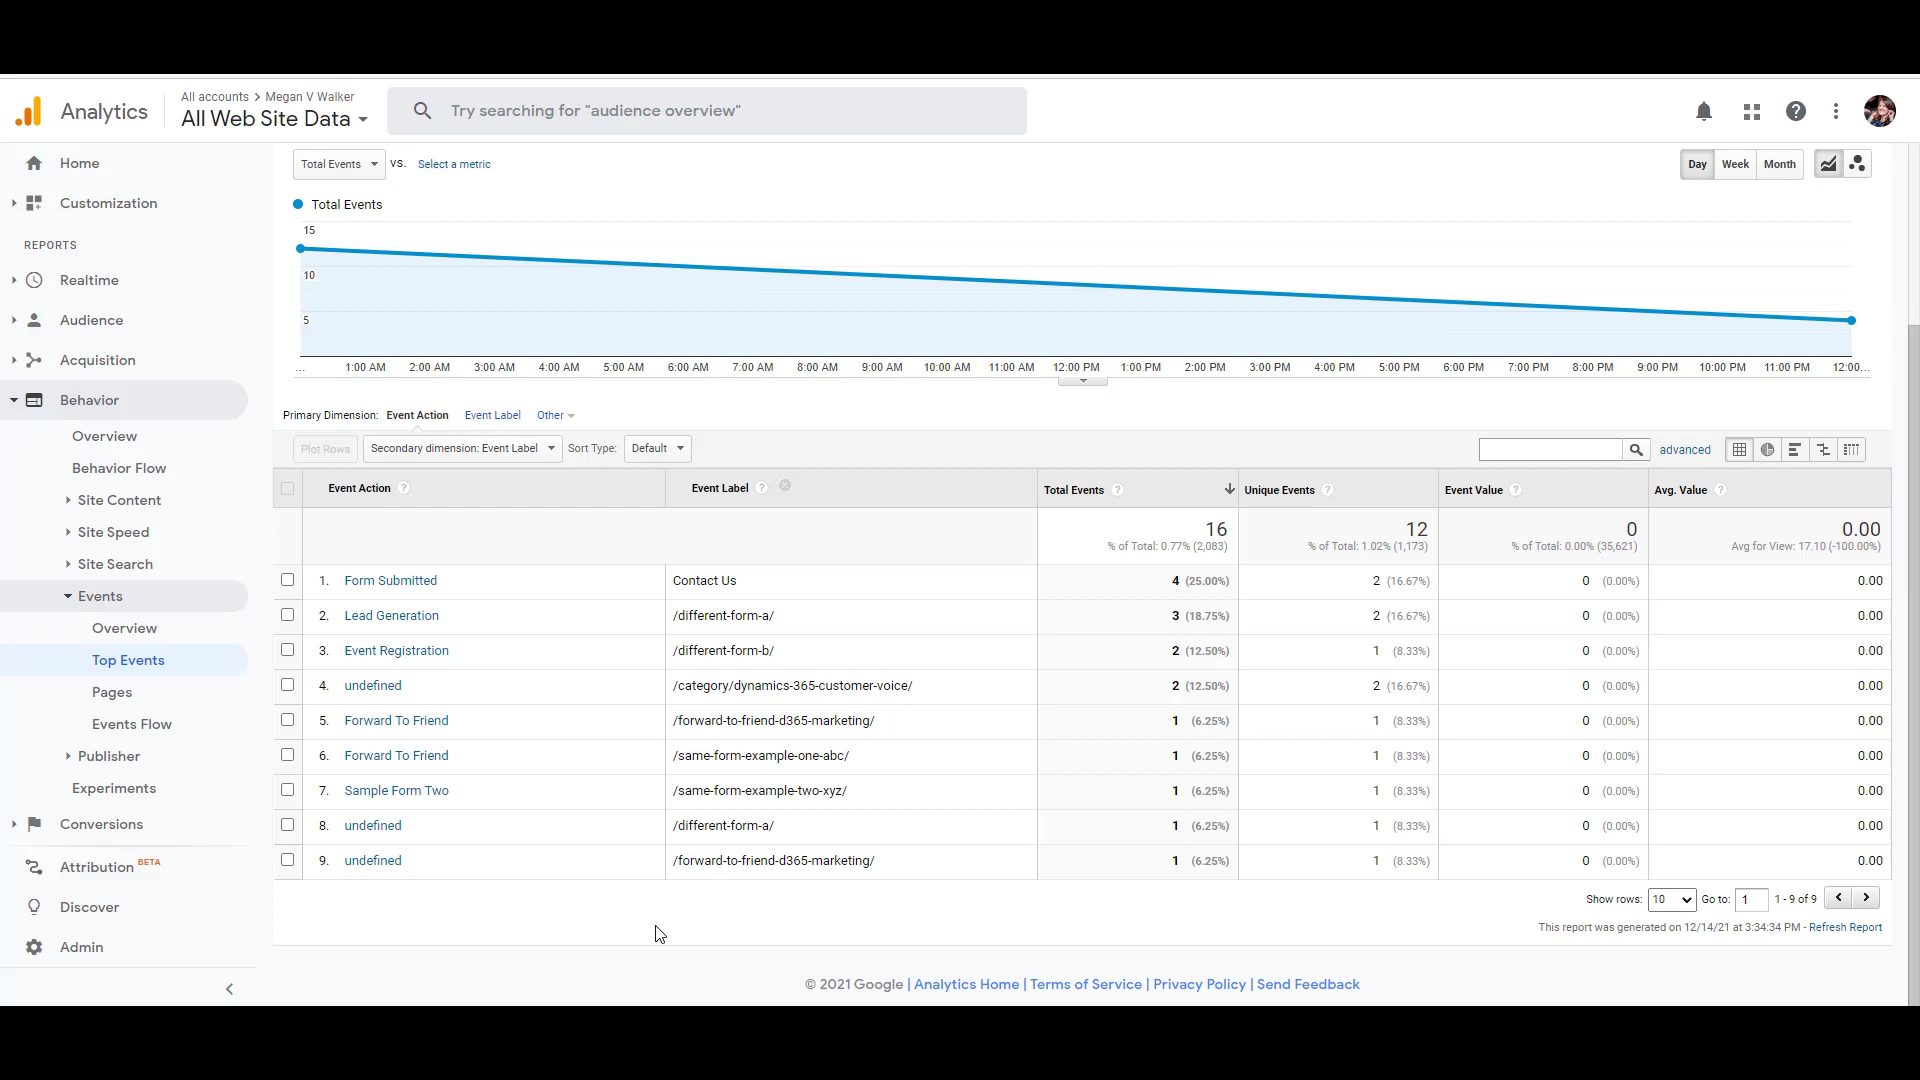 Analytics
All accounts > Megan V Walker
All Web Site Data
Try searching for "audience overview"
Home
Customization
REPORTS
Realtime
Audience
Acquisition
Behavior
Overview
Behavior Flow
Site Content
Site Speed
Site Search
Events
Overview
Top Events
Pages
Events Flow
Publisher
Experiments
Conversions
Attribution BETA
Discover
Admin
Total Events vs. Select a metric
Day Week Month
Total Events
15
10
5
... 1:00 AM 2:00 AM 3:00 AM 4:00 AM 5:00 AM 6:00 AM 7:00 AM 8:00 AM 9:00 AM 10:00 AM 11:00 AM 12:00 PM 1:00 PM 2:00 PM 3:00 PM 4:00 PM 5:00 PM 6:00 PM 7:00 PM 8:00 PM 9:00 PM 10:00 PM 11:00 PM 12:00...
Primary Dimension: Event Action Event Label Other
Plot Rows Secondary dimension: Event Label Sort Type: Default advanced
Event Action ? Event Label ? Total Events ? Unique Events ? Event Value ? Avg. Value ?
16 12 0 0.00
% of Total: 0.77% (2,083) % of Total: 1.02% (1,173) % of Total: 0.00% (35,621) Avg for View: 17.10 (-100.00%)
1. Form Submitted Contact Us 4 (25.00%) 2 (16.67%) 0 (0.00%) 0.00
2. Lead Generation /different-form-a/ 3 (18.75%) 2 (16.67%) 0 (0.00%) 0.00
3. Event Registration /different-form-b/ 2 (12.50%) 1 (8.33%) 0 (0.00%) 0.00
4. undefined /category/dynamics-365-customer-voice/ 2 (12.50%) 2 (16.67%) 0 (0.00%) 0.00
5. Forward To Friend /forward-to-friend-d365-marketing/ 1 (6.25%) 1 (8.33%) 0 (0.00%) 0.00
6. Forward To Friend /same-form-example-one-abc/ 1 (6.25%) 1 (8.33%) 0 (0.00%) 0.00
7. Sample Form Two /same-form-example-two-xyz/ 1 (6.25%) 1 (8.33%) 0 (0.00%) 0.00
8. undefined /different-form-a/ 1 (6.25%) 1 (8.33%) 0 (0.00%) 0.00
9. undefined /forward-to-friend-d365-marketing/ 1 (6.25%) 1 (8.33%) 0 (0.00%) 0.00
Show rows: 10 Go to: 1 1 - 9 of 9
This report was generated on 12/14/21 at 3:34:34 PM - Refresh Report
© 2021 Google | Analytics Home | Terms of Service | Privacy Policy | Send Feedback